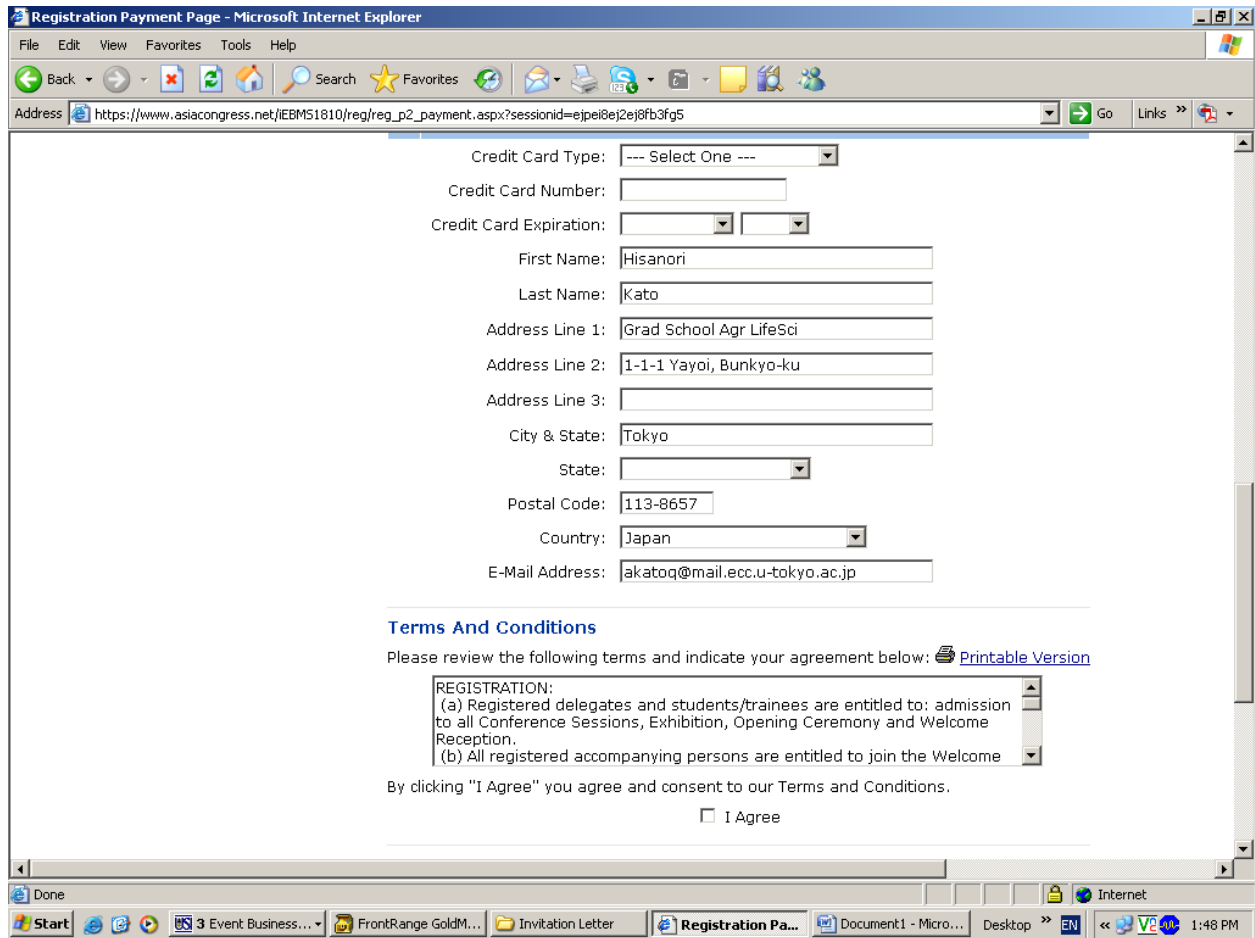 Registration Payment Page - Microsoft Internet Explorer
File Edit View Favorites Tools Help
Back Search Favorites
Address https://www.asiacongress.net/iEBMS1810/reg/reg_p2_payment.aspx?sessionid=ejpei8ej2ej8fb3fg5 Go Links »
Credit Card Type: --- Select One ---
Credit Card Number:
Credit Card Expiration:
First Name: Hisanori
Last Name: Kato
Address Line 1: Grad School Agr LifeSci
Address Line 2: 1-1-1 Yayoi, Bunkyo-ku
Address Line 3:
City & State: Tokyo
State:
Postal Code: 113-8657
Country: Japan
E-Mail Address: akatoq@mail.ecc.u-tokyo.ac.jp
Terms And Conditions
Please review the following terms and indicate your agreement below: Printable Version
REGISTRATION:
(a) Registered delegates and students/trainees are entitled to: admission
to all Conference Sessions, Exhibition, Opening Ceremony and Welcome
Reception.
(b) All registered accompanying persons are entitled to join the Welcome
By clicking "I Agree" you agree and consent to our Terms and Conditions.
I Agree
Done Internet
Start 3 Event Business... FrontRange GoldM... Invitation Letter Registration Pa... Document1 - Micro... Desktop » EN « 1:48 PM